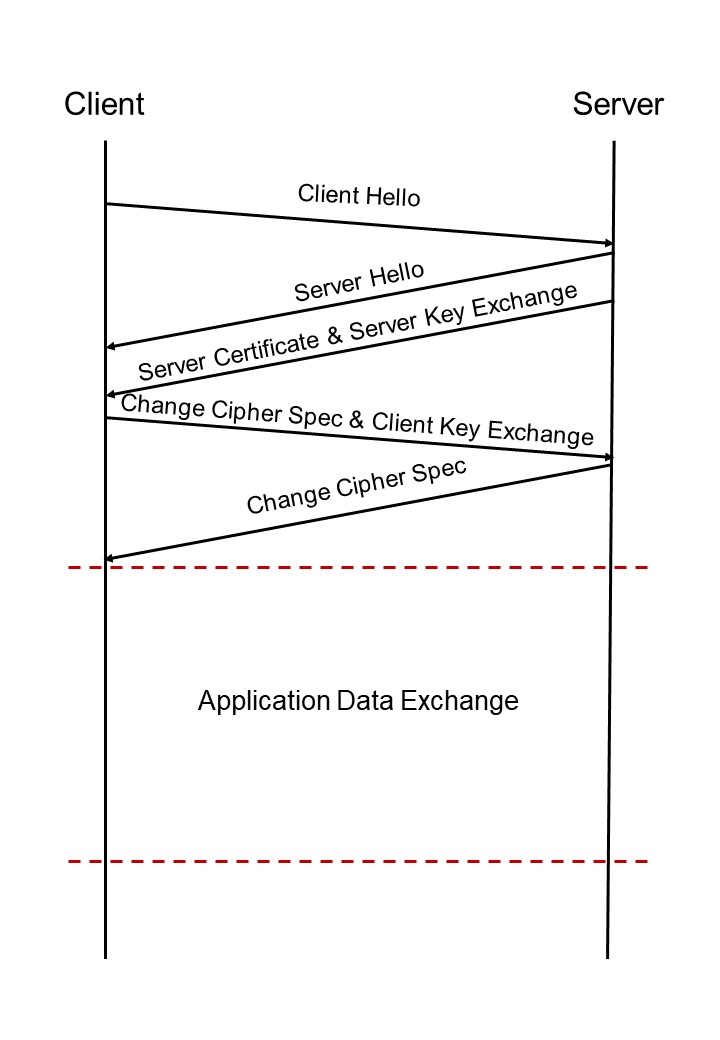 Client
Server
Client Hello
Server Hello
Server Certificate & Server Key Exchange
Change Cipher Spec & Client Key Exchange
Change Cipher Spec
Application Data Exchange